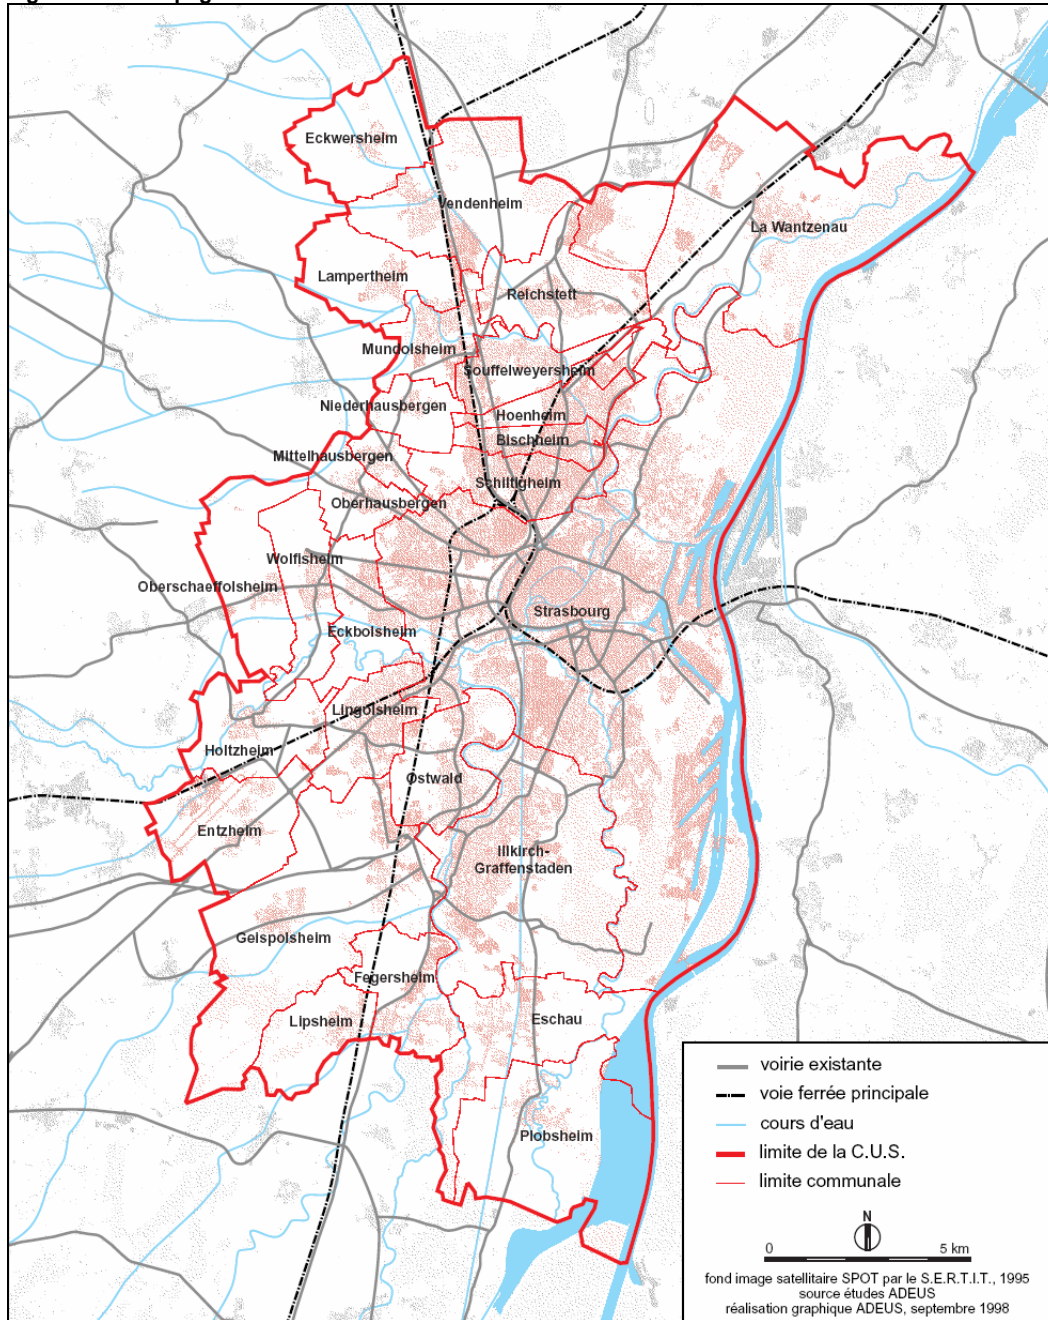 Eckwersheim
Vendenheim
La Wantzenau
Lampertheim
Reichstett
Mundolsheim
Souffelweyersheim
Niederhausbergen
Hoenheim
Bischheim
Mittelhausbergen
Schiltigheim
Oberhausbergen
Wolfisheim
Oberschaeffolsheim
Strasbourg
Eckbolsheim
Lingolsheim
Holtzheim
Ostwald
Entzheim
Illkirch-
Graffenstaden
Geispolsheim
Fegersheim
Lipsheim
Eschau
Plobsheim
voirie existante
voie ferrée principale
cours d'eau
limite de la C.U.S.
limite communale
N
0 5 km
fond image satellitaire SPOT par le S.E.R.T.I.T., 1995
source études ADEUS
réalisation graphique ADEUS, septembre 1998